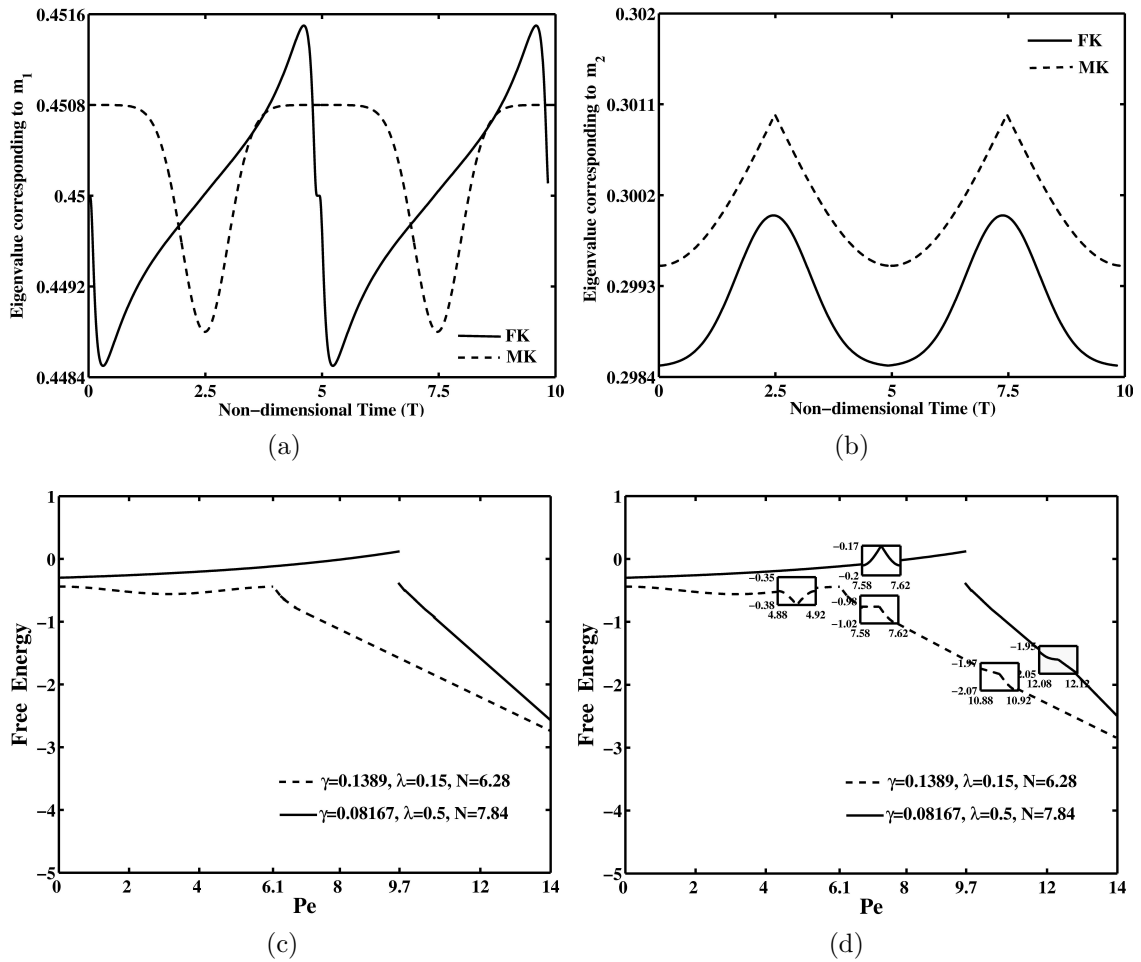 0.4516
0.4508
0.45
0.4492
0.4484
Eigenvalue corresponding to m1
FK
MK
0 2.5 5 7.5 10
Non−dimensional Time (T)
(a)
0.302
0.3011
0.3002
0.2993
0.2984
Eigenvalue corresponding to m2
FK
MK
0 2.5 5 7.5 10
Non−dimensional Time (T)
(b)
1
0
−1
−2
−3
−4
−5
Free Energy
γ=0.1389, λ=0.15, N=6.28
γ=0.08167, λ=0.5, N=7.84
0 4 6.1 8 9.7 14
Pe
(c)
1
0
−1
−2
−3
−4
−5
Free Energy
−0.17
−0.2
7.58 7.62
−0.35
−0.38
4.88 4.92
−0.98
−1.02
7.58 7.62
−1.95
2.05
12.08 12.12
−1.97
−2.07
10.88 10.92
γ=0.1389, λ=0.15, N=6.28
γ=0.08167, λ=0.5, N=7.84
0 4 6.1 8 9.7 12 14
Pe
(d)